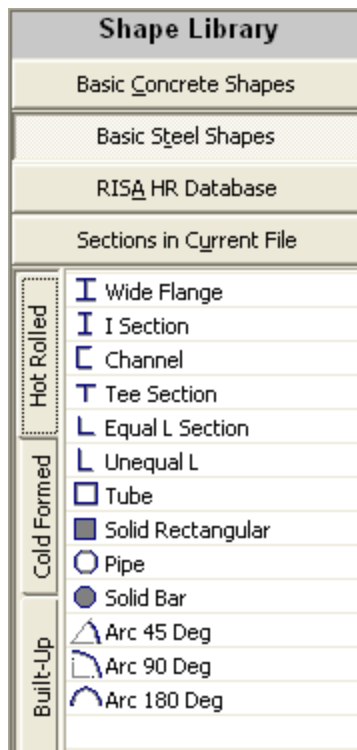 Shape Library
Basic Concrete Shapes
Basic Steel Shapes
RISA HR Database
Sections in Current File
Hot Rolled
Cold Formed
Built-Up
Wide Flange
I Section
Channel
Tee Section
Equal L Section
Unequal L
Tube
Solid Rectangular
Pipe
Solid Bar
Arc 45 Deg
Arc 90 Deg
Arc 180 Deg